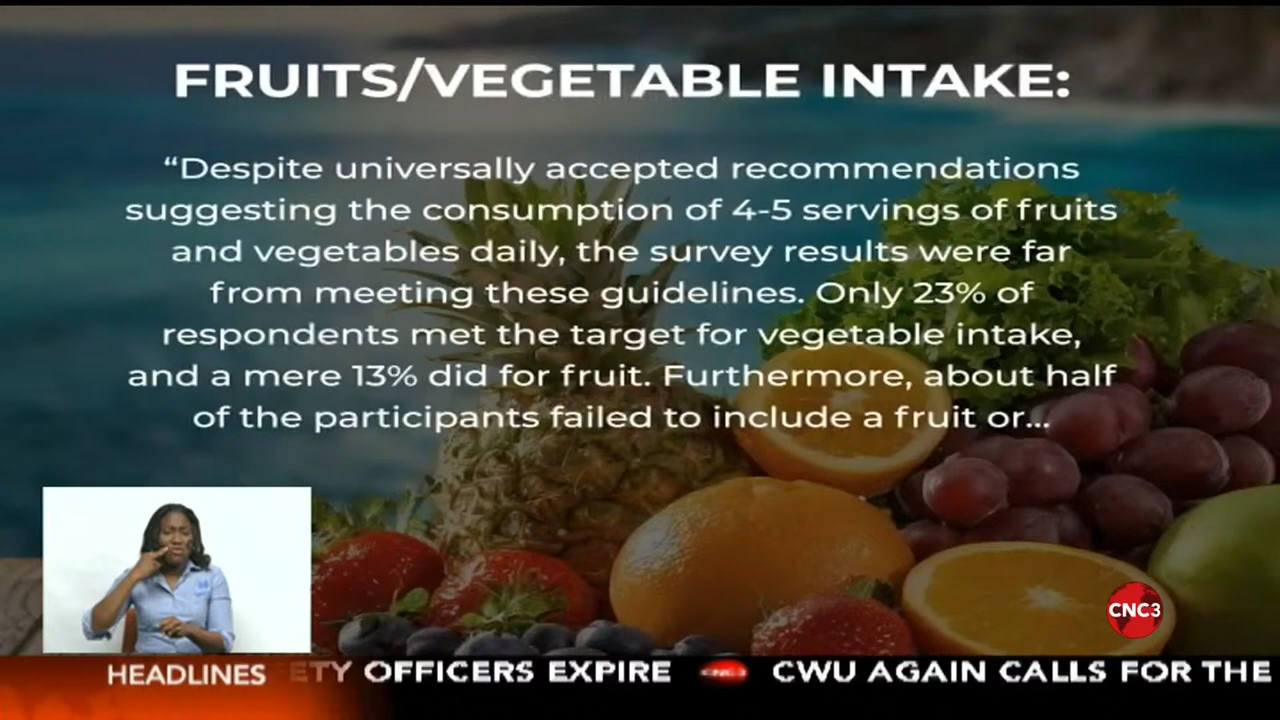 FRUITS/VEGETABLE INTAKE:
“Despite universally accepted recommendations
suggesting the consumption of 4-5 servings of fruits
and vegetables daily, the survey results were far
from meeting these guidelines. Only 23% of
respondents met the target for vegetable intake,
and a mere 13% did for fruit. Furthermore, about half
of the participants failed to include a fruit or...
CNC3
HEADLINES ETY OFFICERS EXPIRE CNC3 CWU AGAIN CALLS FOR THE